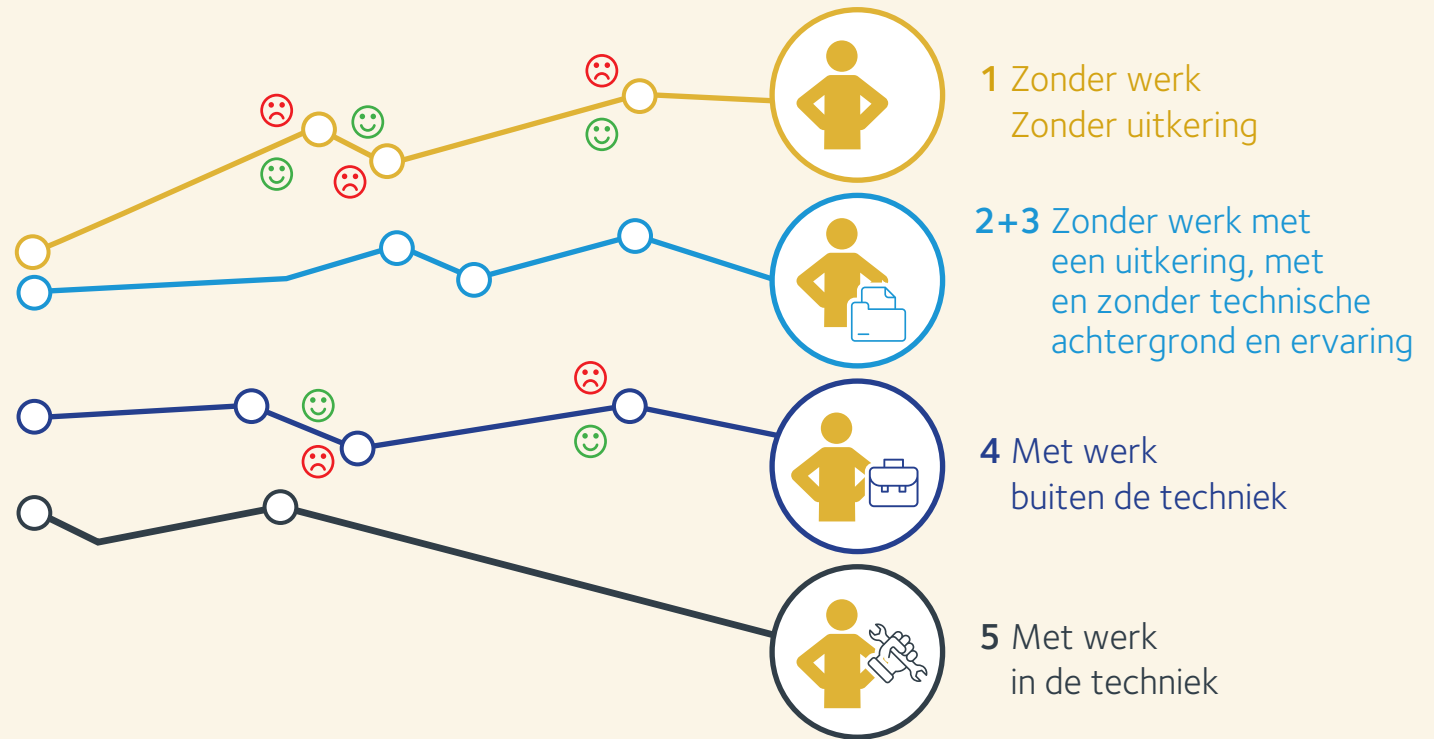 1 Zonder werk
Zonder uitkering
2+3 Zonder werk met
een uitkering, met
en zonder technische
achtergrond en ervaring
4 Met werk
buiten de techniek
5 Met werk
in de techniek